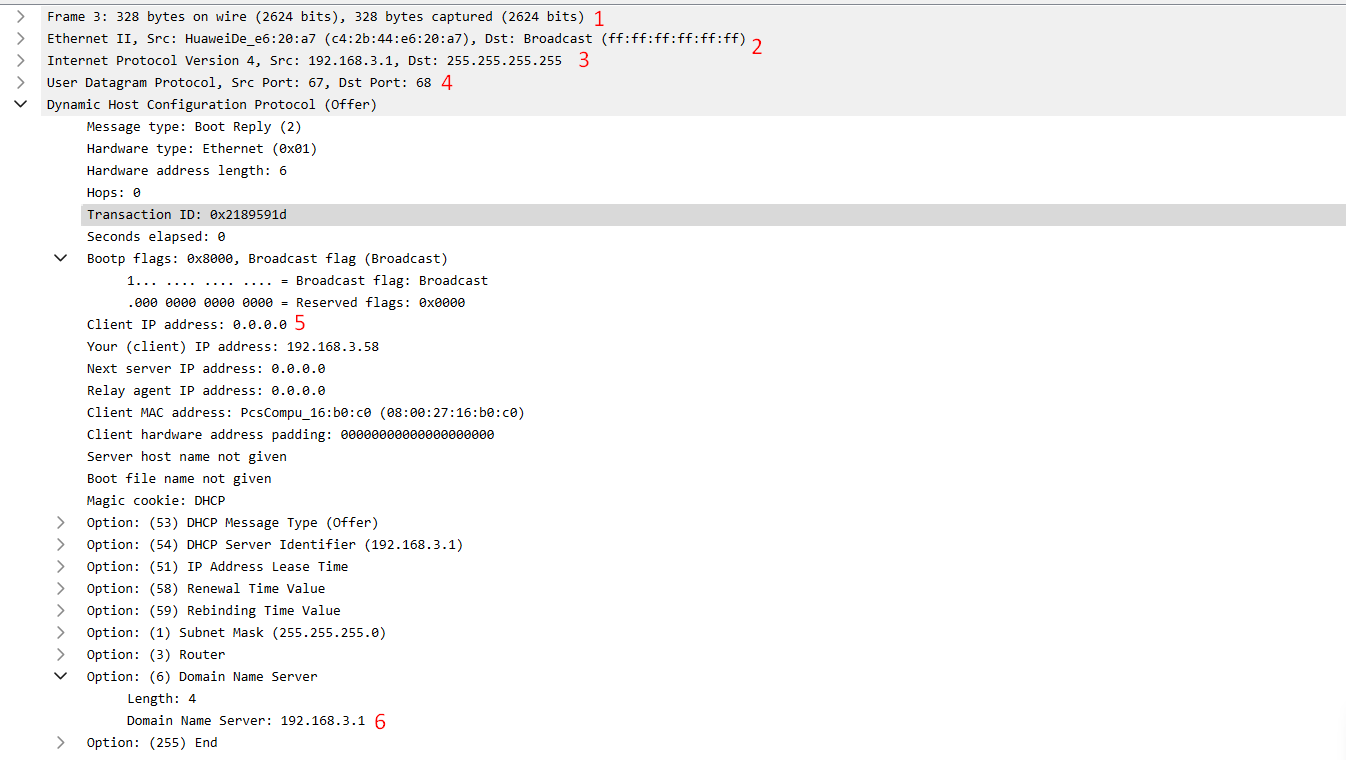 Frame 3: 328 bytes on wire (2624 bits), 328 bytes captured (2624 bits) 1
Ethernet II, Src: HuaweiDe_e6:20:a7 (c4:2b:44:e6:20:a7), Dst: Broadcast (ff:ff:ff:ff:ff:ff) 2
Internet Protocol Version 4, Src: 192.168.3.1, Dst: 255.255.255.255 3
User Datagram Protocol, Src Port: 67, Dst Port: 68 4
Dynamic Host Configuration Protocol (Offer)
Message type: Boot Reply (2)
Hardware type: Ethernet (0x01)
Hardware address length: 6
Hops: 0
Transaction ID: 0x2189591d
Seconds elapsed: 0
Bootp flags: 0x8000, Broadcast flag (Broadcast)
1... .... .... .... = Broadcast flag: Broadcast
.000 0000 0000 0000 = Reserved flags: 0x0000
Client IP address: 0.0.0.0 5
Your (client) IP address: 192.168.3.58
Next server IP address: 0.0.0.0
Relay agent IP address: 0.0.0.0
Client MAC address: PcsCompu_16:b0:c0 (08:00:27:16:b0:c0)
Client hardware address padding: 00000000000000000000
Server host name not given
Boot file name not given
Magic cookie: DHCP
Option: (53) DHCP Message Type (Offer)
Option: (54) DHCP Server Identifier (192.168.3.1)
Option: (51) IP Address Lease Time
Option: (58) Renewal Time Value
Option: (59) Rebinding Time Value
Option: (1) Subnet Mask (255.255.255.0)
Option: (3) Router
Option: (6) Domain Name Server
Length: 4
Domain Name Server: 192.168.3.1 6
Option: (255) End